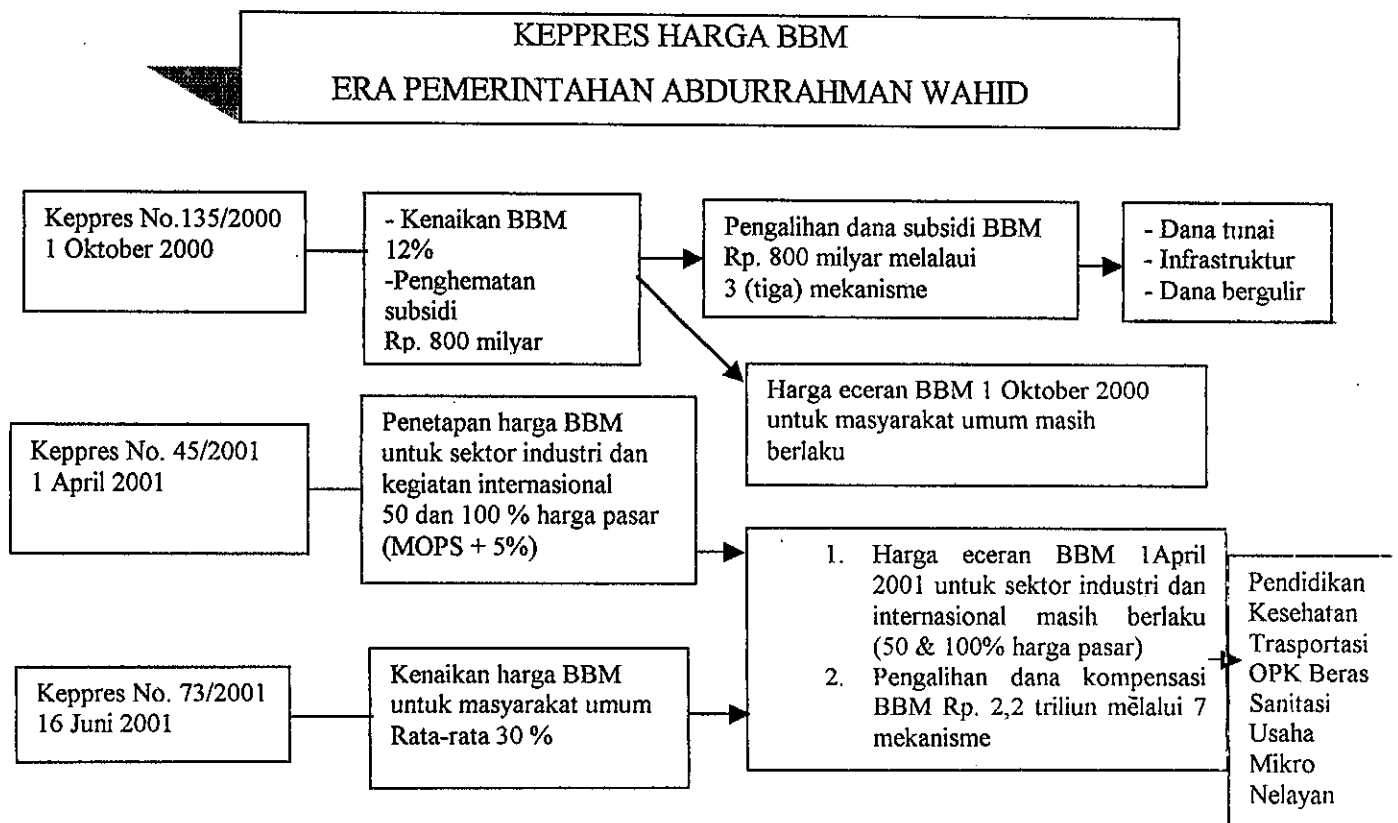 KEPPRES HARGA BBM
ERA PEMERINTAHAN ABDURRAHMAN WAHID
Keppres No.135/2000
1 Oktober 2000
- Kenaikan BBM
12%
-Penghematan
subsidi
Rp. 800 milyar
Pengalihan dana subsidi BBM
Rp. 800 milyar melalaui
3 (tiga) mekanisme
- Dana tunai
- Infrastruktur
- Dana bergulir
Harga eceran BBM 1 Oktober 2000
untuk masyarakat umum masih
berlaku
Keppres No. 45/2001
1 April 2001
Penetapan harga BBM
untuk sektor industri dan
kegiatan internasional
50 dan 100 % harga pasar
(MOPS + 5%)
1. Harga eceran BBM 1April
2001 untuk sektor industri dan
internasional masih berlaku
(50 & 100% harga pasar)
2. Pengalihan dana kompensasi
BBM Rp. 2,2 triliun melalui 7
mekanisme
Pendidikan
Kesehatan
Trasportasi
OPK Beras
Sanitasi
Usaha
Mikro
Nelayan
Keppres No. 73/2001
16 Juni 2001
Kenaikan harga BBM
untuk masyarakat umum
Rata-rata 30 %